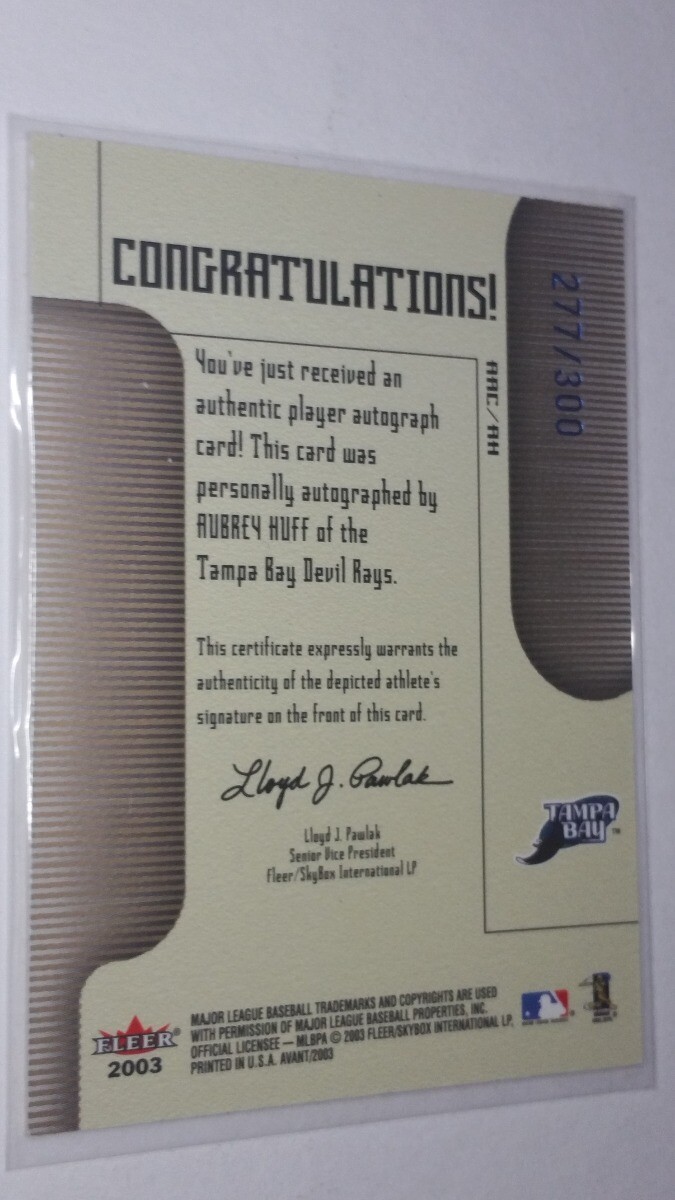 CONGRATULATIONS!
277/300
AAC/AH
You've just received an
authentic player autograph
card! This card was
personally autographed by
AUBREY HUFF of the
Tampa Bay Devil Rays.
This certificate expressly warrants the
authenticity of the depicted athlete's
signature on the front of this card.
Lloyd J. Pawlak
Lloyd J. Pawlak
Senior Vice President
Fleer/SkyBox International LP
TAMPA
BAY™
FLEER®
2003
MAJOR LEAGUE BASEBALL TRADEMARKS AND COPYRIGHTS ARE USED
WITH PERMISSION OF MAJOR LEAGUE BASEBALL PROPERTIES, INC.
OFFICIAL LICENSEE — MLBPA © 2003 FLEER/SKYBOX INTERNATIONAL LP.
PRINTED IN U.S.A. AVANT/2003